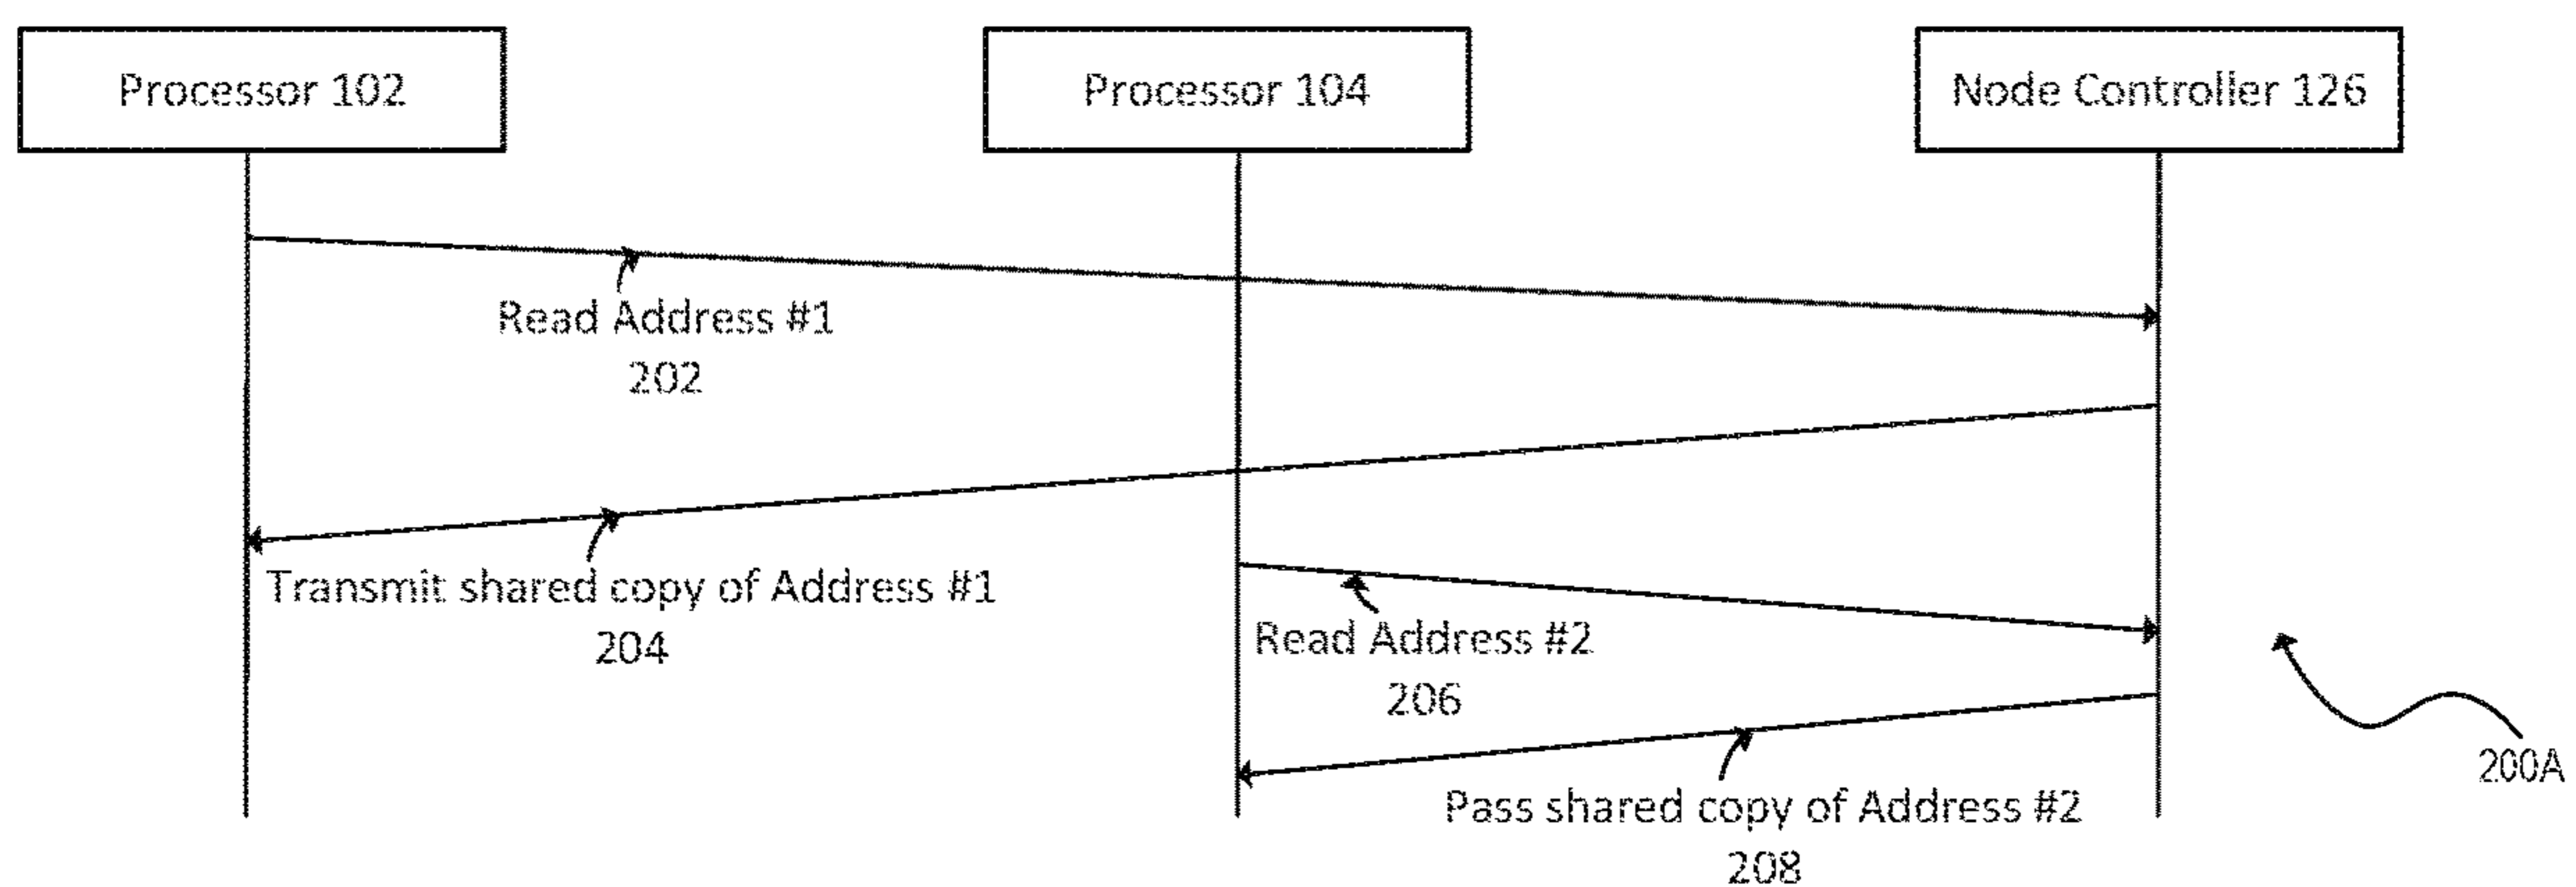 Processor 102
Processor 104
Node Controller 126
Read Address #1
202
Transmit shared copy of Address #1
204
Read Address #2
206
200A
Pass shared copy of Address #2
208